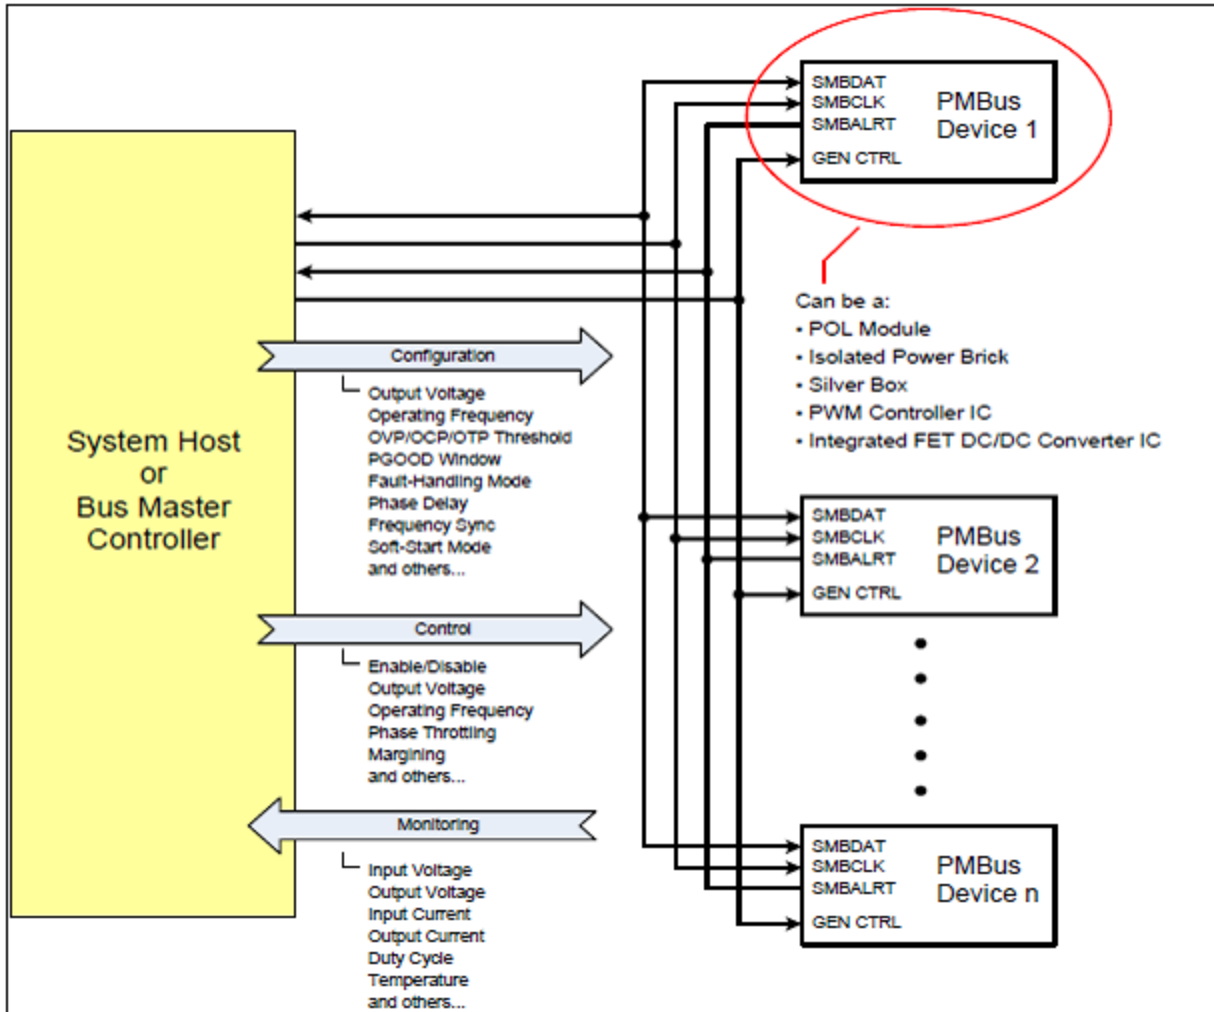 System Host
or
Bus Master
Controller
Configuration
Output Voltage
Operating Frequency
OVP/OCP/OTP Threshold
PGOOD Window
Fault-Handling Mode
Phase Delay
Frequency Sync
Soft-Start Mode
and others...
Control
Enable/Disable
Output Voltage
Operating Frequency
Phase Throttling
Margining
and others...
Monitoring
Input Voltage
Output Voltage
Input Current
Output Current
Duty Cycle
Temperature
and others...
SMBDAT
SMBCLK
SMBALRT
GEN CTRL
PMBus
Device 1
Can be a:
• POL Module
• Isolated Power Brick
• Silver Box
• PWM Controller IC
• Integrated FET DC/DC Converter IC
SMBDAT
SMBCLK
SMBALRT
GEN CTRL
PMBus
Device 2
SMBDAT
SMBCLK
SMBALRT
GEN CTRL
PMBus
Device n